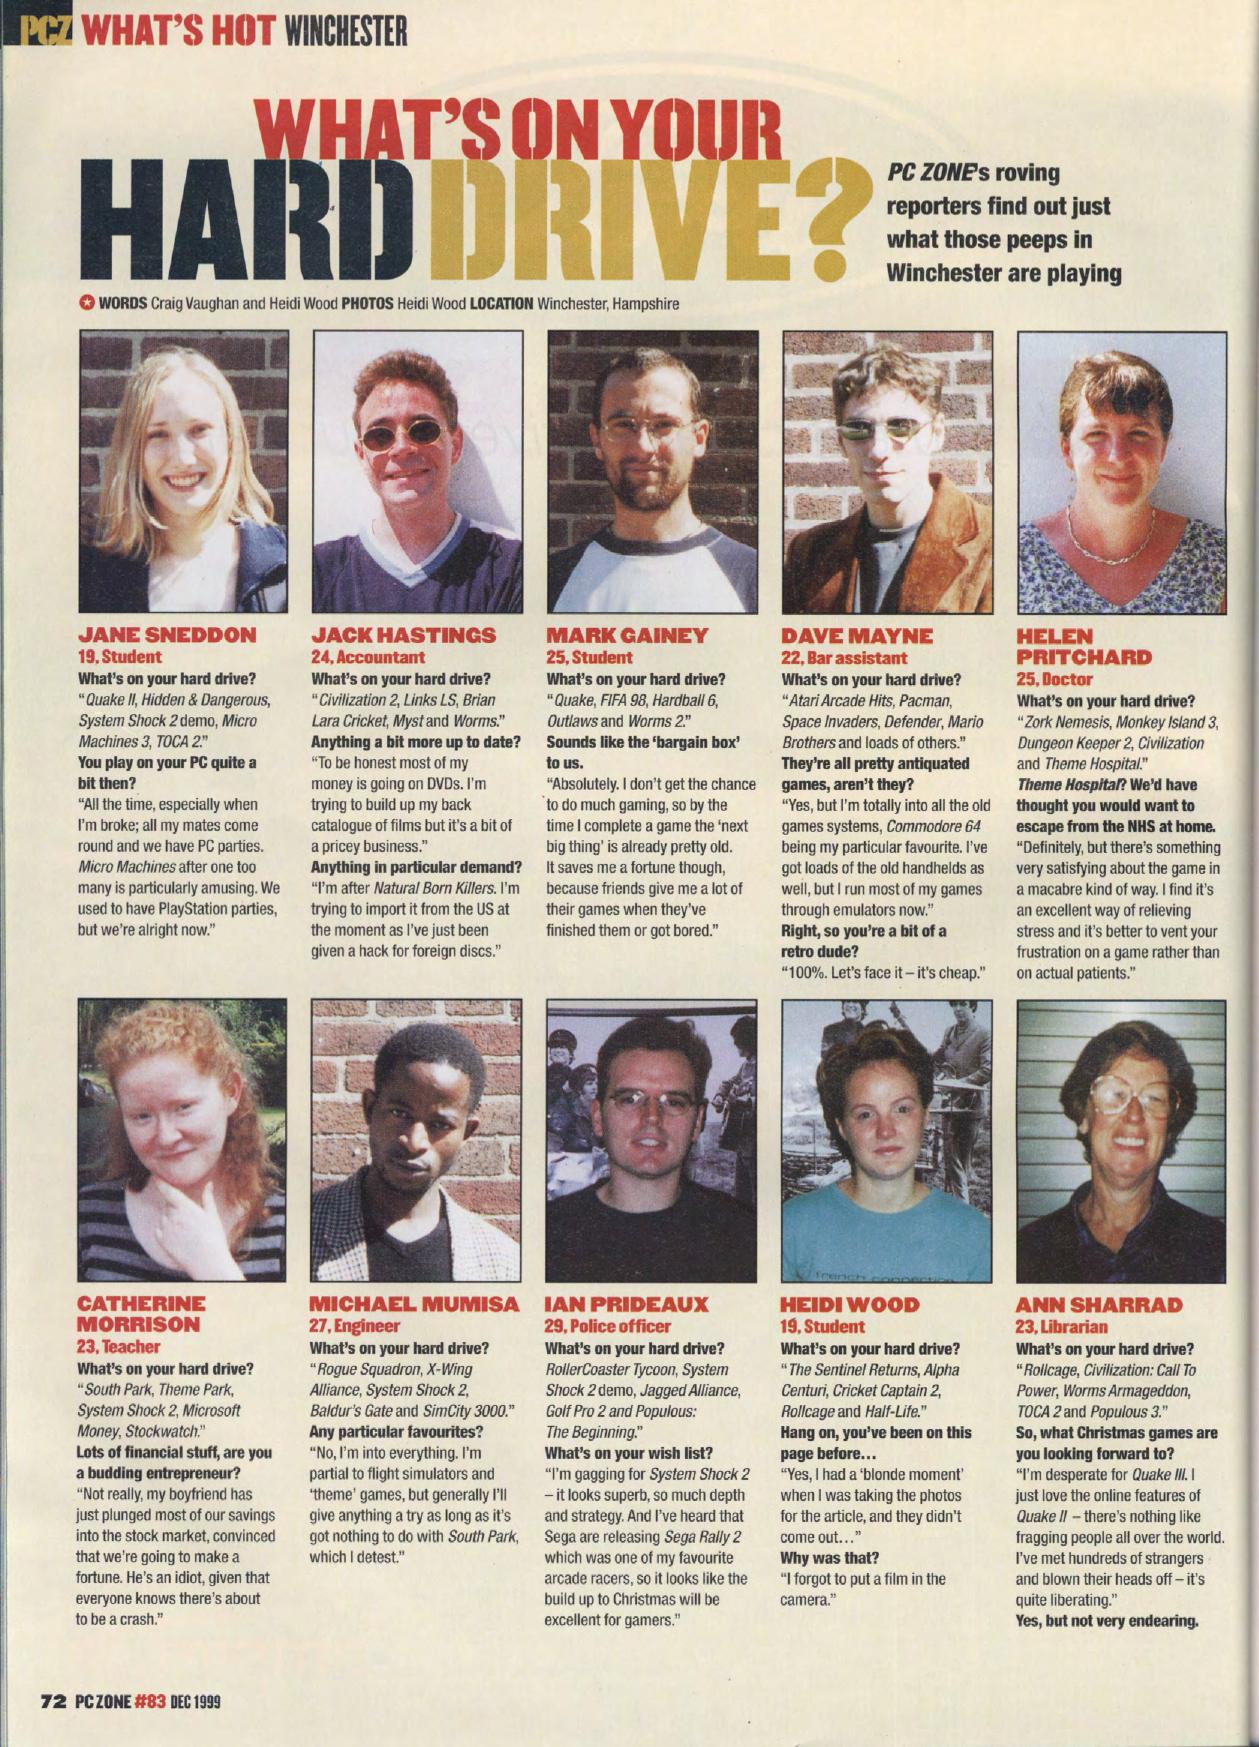 PCZ WHAT'S HOT WINCHESTER
WHAT'S ON YOUR
HARD DRIVE?
PC ZONE's roving
reporters find out just
what those peeps in
Winchester are playing
WORDS Craig Vaughan and Heidi Wood PHOTOS Heidi Wood LOCATION Winchester, Hampshire
JANE SNEDDON
19, Student
What's on your hard drive?
"Quake II, Hidden & Dangerous,
System Shock 2 demo, Micro
Machines 3, TOCA 2."
You play on your PC quite a
bit then?
"All the time, especially when
I'm broke; all my mates come
round and we have PC parties.
Micro Machines after one too
many is particularly amusing. We
used to have PlayStation parties,
but we're alright now."
JACK HASTINGS
24, Accountant
What's on your hard drive?
"Civilization 2, Links LS, Brian
Lara Cricket, Myst and Worms."
Anything a bit more up to date?
"To be honest most of my
money is going on DVDs. I'm
trying to build up my back
catalogue of films but it's a bit of
a pricey business."
Anything in particular demand?
"I'm after Natural Born Killers. I'm
trying to import it from the US at
the moment as I've just been
given a hack for foreign discs."
MARK GAINEY
25, Student
What's on your hard drive?
"Quake, FIFA 98, Hardball 6,
Outlaws and Worms 2."
Sounds like the 'bargain box'
to us.
"Absolutely. I don't get the chance
to do much gaming, so by the
time I complete a game the 'next
big thing' is already pretty old.
It saves me a fortune though,
because friends give me a lot of
their games when they've
finished them or got bored."
DAVE MAYNE
22, Bar assistant
What's on your hard drive?
"Atari Arcade Hits, Pacman,
Space Invaders, Defender, Mario
Brothers and loads of others."
They're all pretty antiquated
games, aren't they?
"Yes, but I'm totally into all the old
games systems, Commodore 64
being my particular favourite. I've
got loads of the old handhelds as
well, but I run most of my games
through emulators now."
Right, so you're a bit of a
retro dude?
"100%. Let's face it – it's cheap."
HELEN
PRITCHARD
25, Doctor
What's on your hard drive?
"Zork Nemesis, Monkey Island 3,
Dungeon Keeper 2, Civilization
and Theme Hospital."
Theme Hospital? We'd have
thought you would want to
escape from the NHS at home.
"Definitely, but there's something
very satisfying about the game in
a macabre kind of way. I find it's
an excellent way of relieving
stress and it's better to vent your
frustration on a game rather than
on actual patients."
CATHERINE
MORRISON
23, Teacher
What's on your hard drive?
"South Park, Theme Park,
System Shock 2, Microsoft
Money, Stockwatch."
Lots of financial stuff, are you
a budding entrepreneur?
"Not really, my boyfriend has
just plunged most of our savings
into the stock market, convinced
that we're going to make a
fortune. He's an idiot, given that
everyone knows there's about
to be a crash."
MICHAEL MUMISA
27, Engineer
What's on your hard drive?
"Rogue Squadron, X-Wing
Alliance, System Shock 2,
Baldur's Gate and SimCity 3000."
Any particular favourites?
"No, I'm into everything. I'm
partial to flight simulators and
'theme' games, but generally I'll
give anything a try as long as it's
got nothing to do with South Park,
which I detest."
IAN PRIDEAUX
29, Police officer
What's on your hard drive?
RollerCoaster Tycoon, System
Shock 2 demo, Jagged Alliance,
Golf Pro 2 and Populous:
The Beginning."
What's on your wish list?
"I'm gagging for System Shock 2
– it looks superb, so much depth
and strategy. And I've heard that
Sega are releasing Sega Rally 2
which was one of my favourite
arcade racers, so it looks like the
build up to Christmas will be
excellent for gamers."
french connection
HEIDI WOOD
19, Student
What's on your hard drive?
"The Sentinel Returns, Alpha
Centuri, Cricket Captain 2,
Rollcage and Half-Life."
Hang on, you've been on this
page before...
"Yes, I had a 'blonde moment'
when I was taking the photos
for the article, and they didn't
come out..."
Why was that?
"I forgot to put a film in the
camera."
ANN SHARRAD
23, Librarian
What's on your hard drive?
"Rollcage, Civilization: Call To
Power, Worms Armageddon,
TOCA 2 and Populous 3."
So, what Christmas games are
you looking forward to?
"I'm desperate for Quake III. I
just love the online features of
Quake II – there's nothing like
fragging people all over the world.
I've met hundreds of strangers
and blown their heads off – it's
quite liberating."
Yes, but not very endearing.
72 PC ZONE #83 DEC 1999